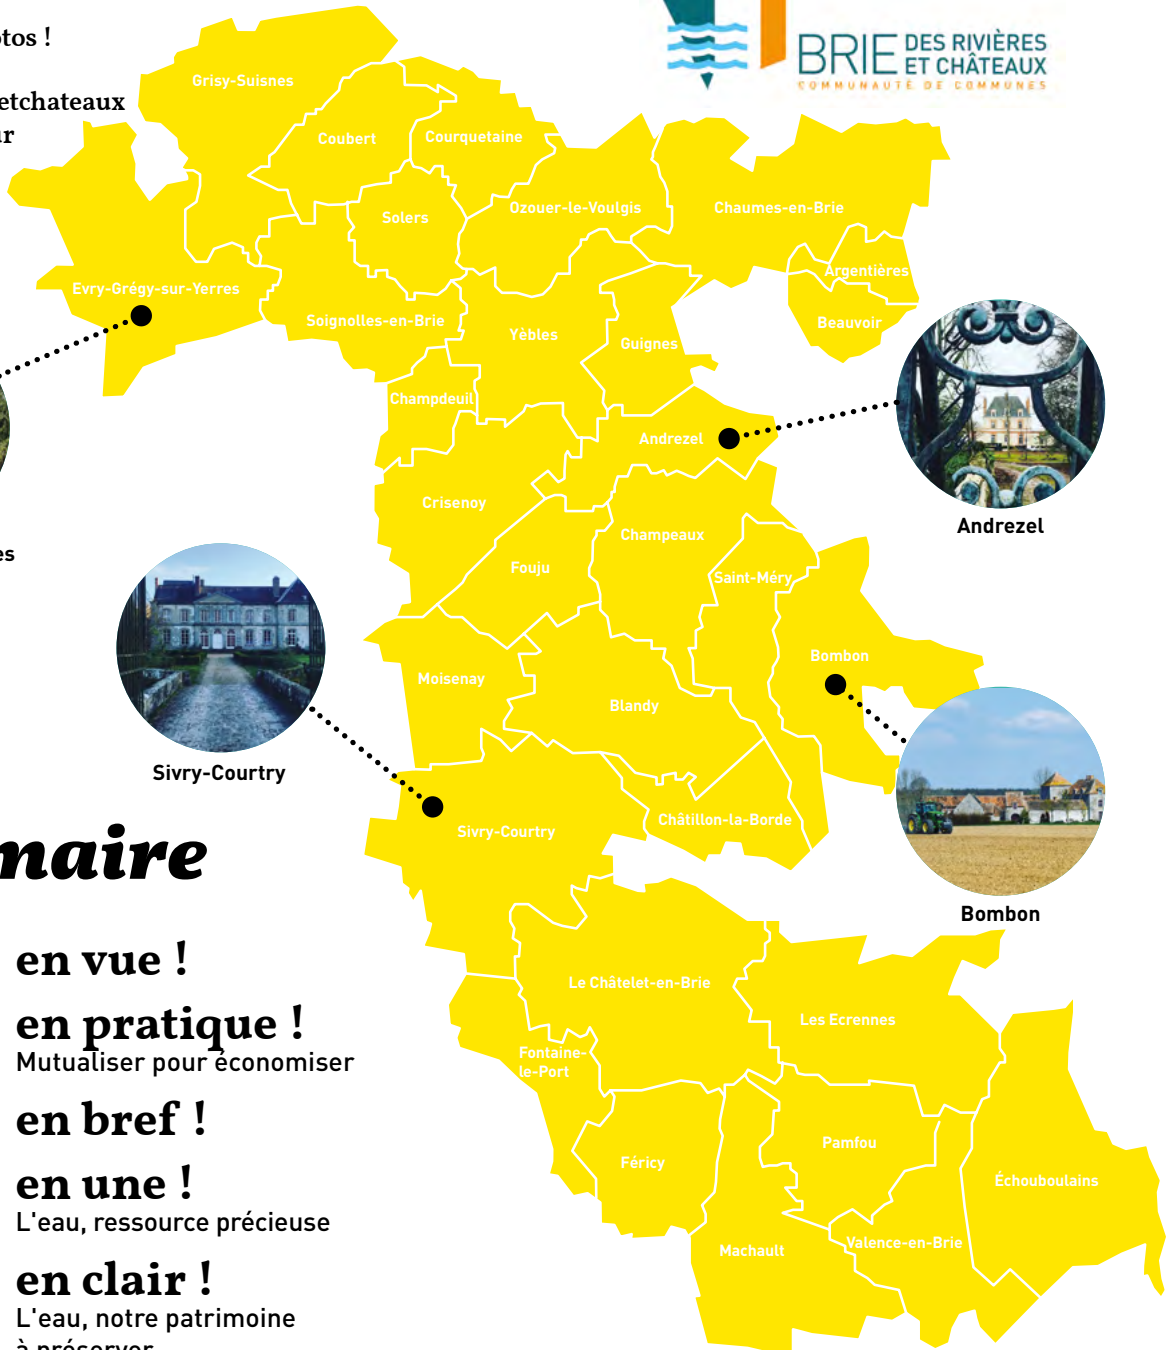 otos !
etchateaux
ur
BRIE DES RIVIÈRES
ET CHÂTEAUX
COMMUNAUTÉ DE COMMUNES
Grisy-Suisnes
Coubert
Courquetaine
Solers
Ozouer-le-Voulgis
Chaumes-en-Brie
Argentières
Beauvoir
Evry-Grégy-sur-Yerres
Soignolles-en-Brie
Yèbles
Guignes
Champdeuil
Andrezel
Andrezel
Crisenoy
Champeaux
Fouju
Saint-Méry
es
Bombon
Moisenay
Blandy
Sivry-Courtry
Sivry-Courtry
Châtillon-la-Borde
Bombon
Le Châtelet-en-Brie
Les Ecrennes
Fontaine-
le-Port
Pamfou
Féricy
Échouboulains
Machault
Valence-en-Brie
maire
en vue !
en pratique !
Mutualiser pour économiser
en bref !
en une !
L'eau, ressource précieuse
en clair !
L'eau, notre patrimoine
à préserver